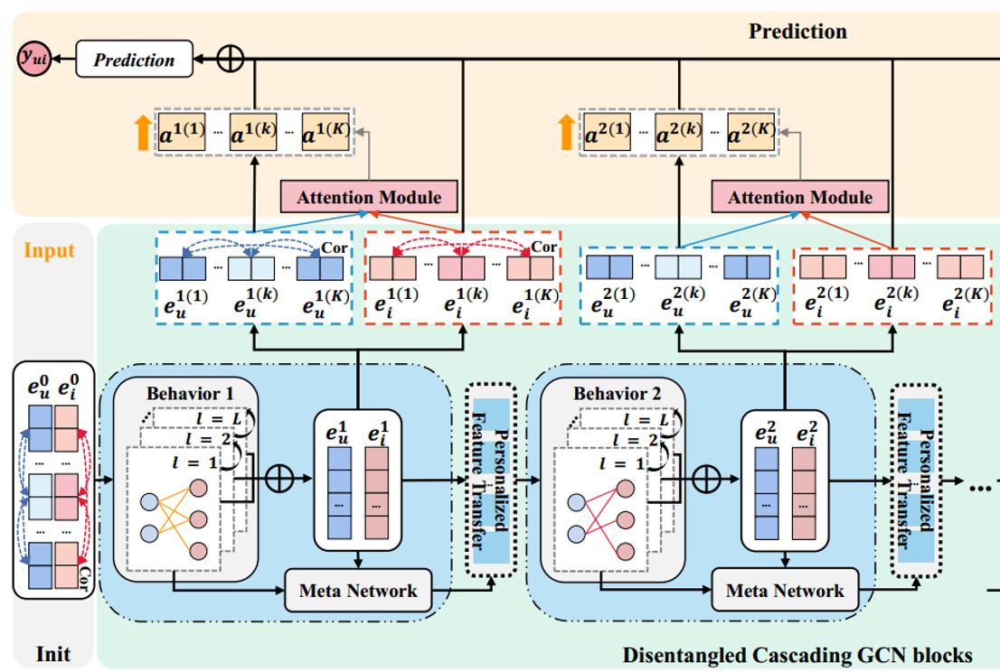 Prediction
y_{ui}
Prediction
a^{1(1)} ... a^{1(k)} ... a^{1(K)}
a^{2(1)} ... a^{2(k)} ... a^{2(K)}
Attention Module
Attention Module
Input
Cor
Cor
... ...
... ...
... ...
... ...
e_u^{1(1)} e_u^{1(k)} e_u^{1(K)}
e_i^{1(1)} e_i^{1(k)} e_i^{1(K)}
e_u^{2(1)} e_u^{2(k)} e_u^{2(K)}
e_i^{2(1)} e_i^{2(k)} e_i^{2(K)}
e_u^0 e_i^0
... ...
... ...
Cor
Init
Behavior 1
l = L
l = 2
l = 1
e_u^1 e_i^1
... ...
Meta Network
Personalized
Feature Transfer
Behavior 2
l = L
l = 2
l = 1
e_u^2 e_i^2
... ...
Meta Network
Personalized
Feature Transfer
...
Disentangled Cascading GCN blocks